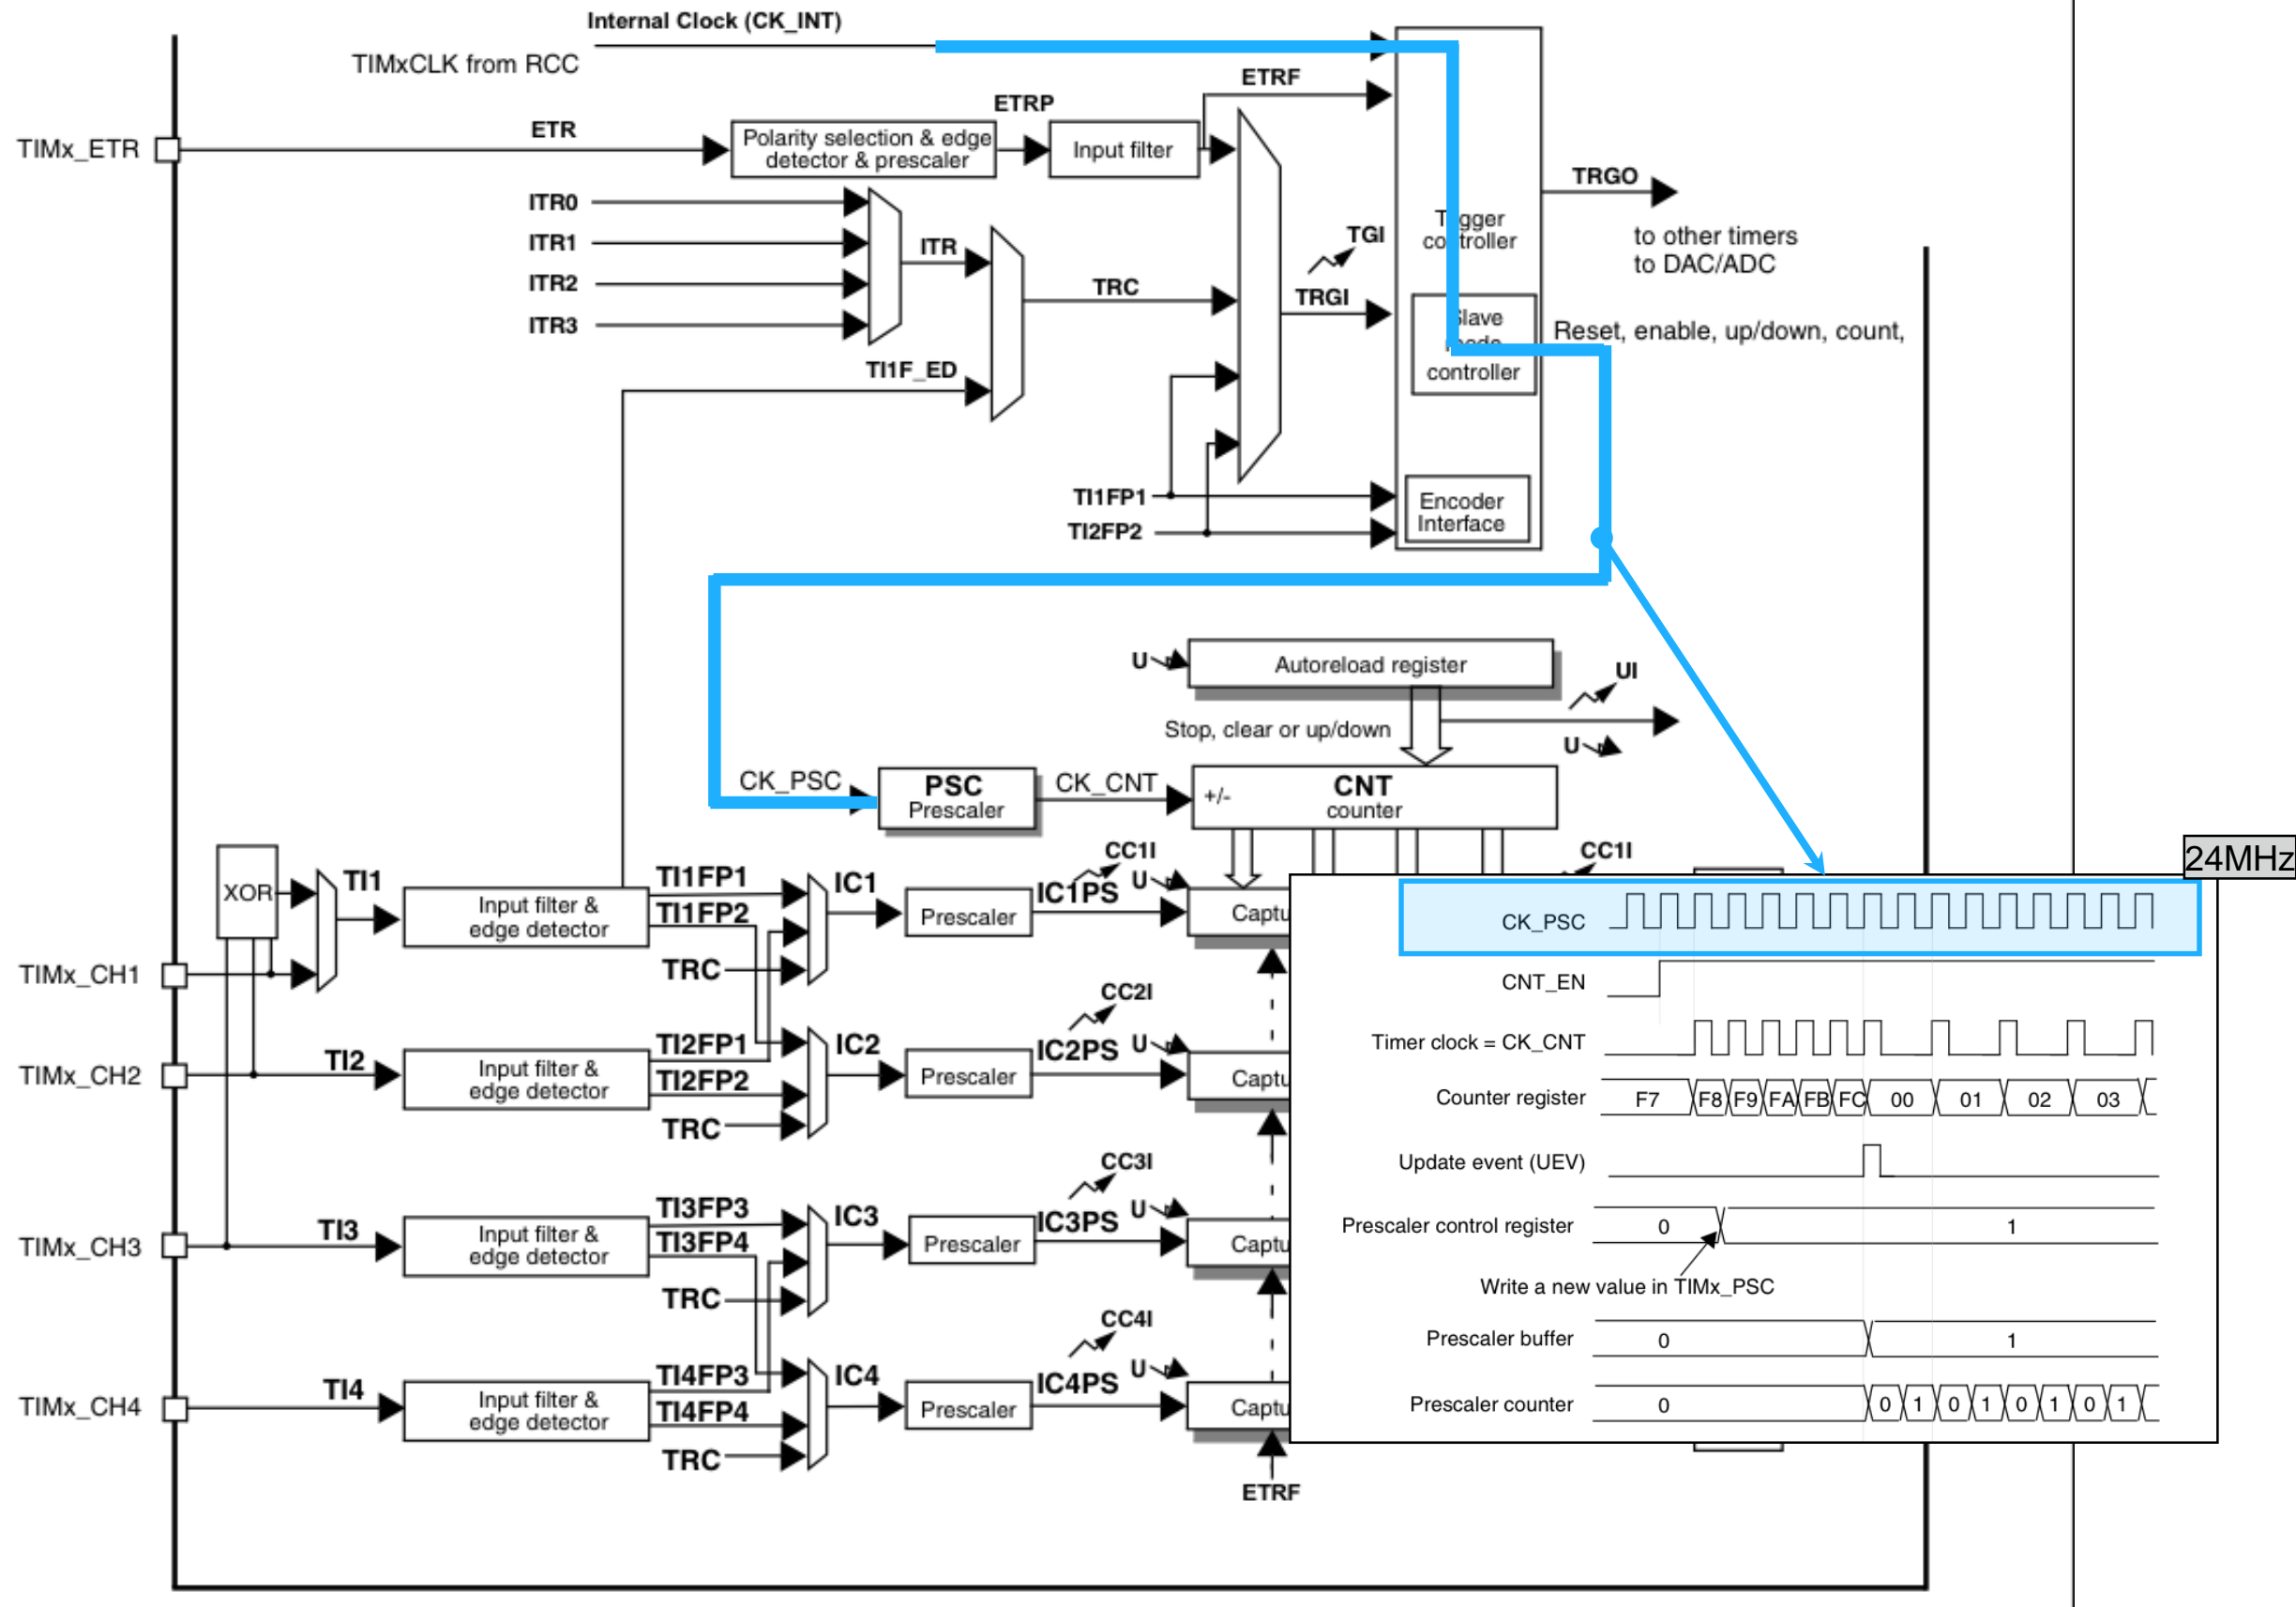 Internal Clock (CK_INT)
TIMxCLK from RCC
ETRF
ETRP
ETR
TIMx_ETR
Polarity selection & edge
detector & prescaler
Input filter
TRGO
ITR0
ITR1
ITR2
ITR3
ITR
TGI
controller
to other timers
to DAC/ADC
TRC
TRGI
Reset, enable, up/down, count,
controller
TI1F_ED
TI1FP1
TI2FP2
Encoder
Interface
U
Autoreload register
UI
Stop, clear or up/down
U
CK_PSC
PSC
Prescaler
CK_CNT
+/-
CNT
counter
24MHz
XOR
TI1
TIMx_CH1
Input filter &
edge detector
TI1FP1
TI1FP2
TRC
IC1
Prescaler
CC1I
IC1PS
U
Captu
CC1I
TIMx_CH2
TI2
Input filter &
edge detector
TI2FP1
TI2FP2
TRC
IC2
Prescaler
CC2I
IC2PS
U
Captu
TIMx_CH3
TI3
Input filter &
edge detector
TI3FP3
TI3FP4
TRC
IC3
Prescaler
CC3I
IC3PS
U
Captu
TIMx_CH4
TI4
Input filter &
edge detector
TI4FP3
TI4FP4
TRC
IC4
Prescaler
CC4I
IC4PS
U
Captu
ETRF
CK_PSC
CNT_EN
Timer clock = CK_CNT
Counter register F7 F8 F9 FA FB FC 00 01 02 03
Update event (UEV)
Prescaler control register 0 1
Write a new value in TIMx_PSC
Prescaler buffer 0 1
Prescaler counter 0 0 1 0 1 0 1 0 1